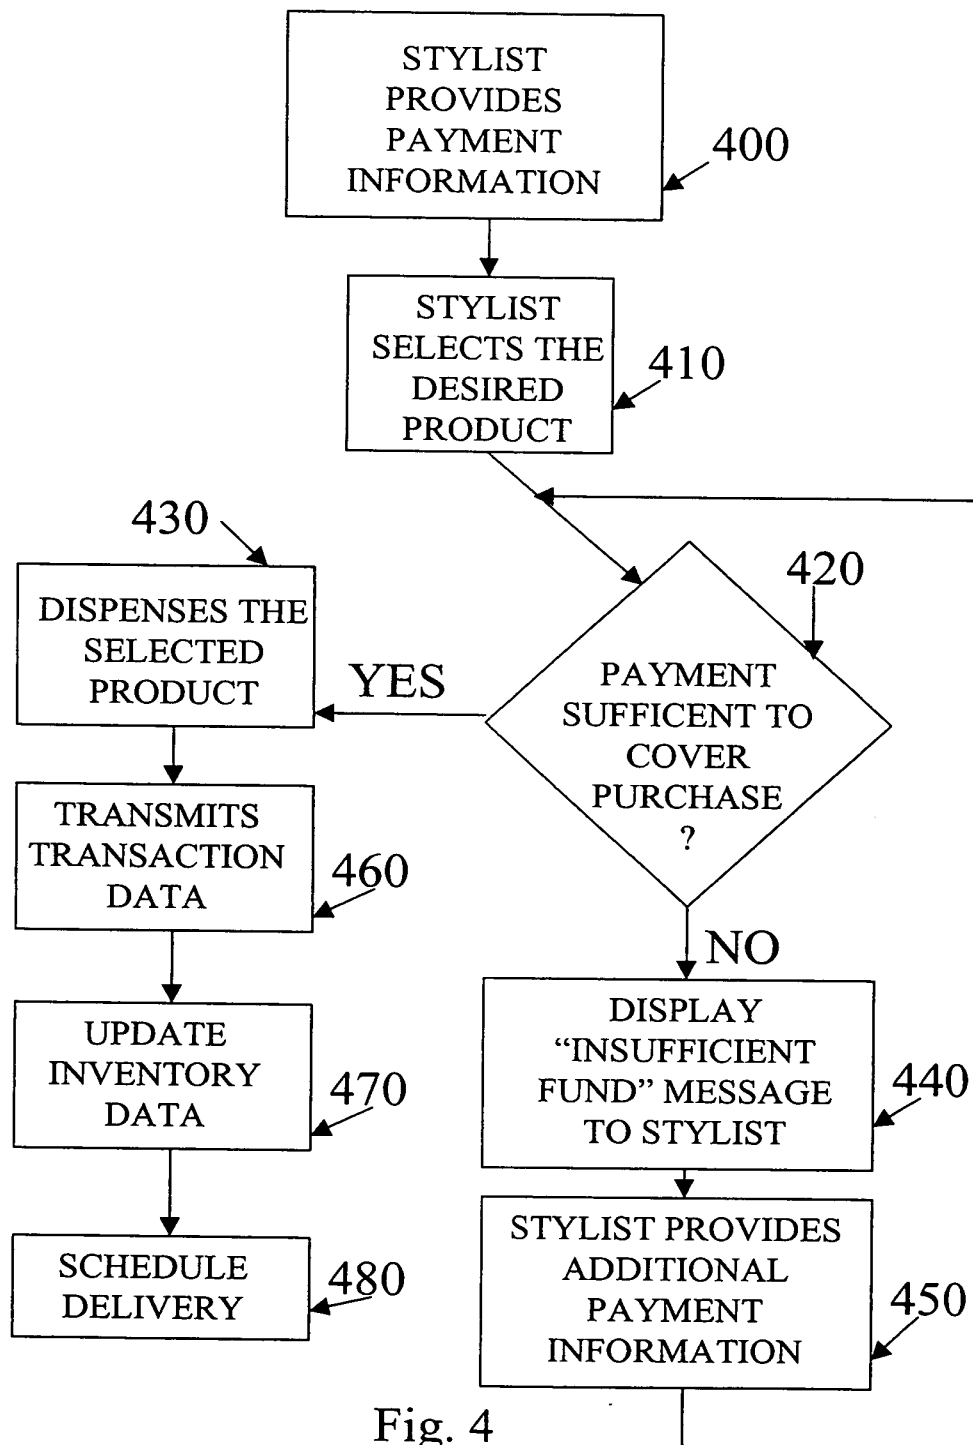 STYLIST
PROVIDES
PAYMENT
INFORMATION
400
STYLIST
SELECTS THE
DESIRED
PRODUCT
410
430
DISPENSES THE
SELECTED
PRODUCT
YES
420
PAYMENT
SUFFICENT TO
COVER
PURCHASE
?
TRANSMITS
TRANSACTION
DATA
460
NO
UPDATE
INVENTORY
DATA
470
DISPLAY
“INSUFFICIENT
FUND” MESSAGE
TO STYLIST
440
SCHEDULE
DELIVERY
480
STYLIST PROVIDES
ADDITIONAL
PAYMENT
INFORMATION
450
Fig. 4